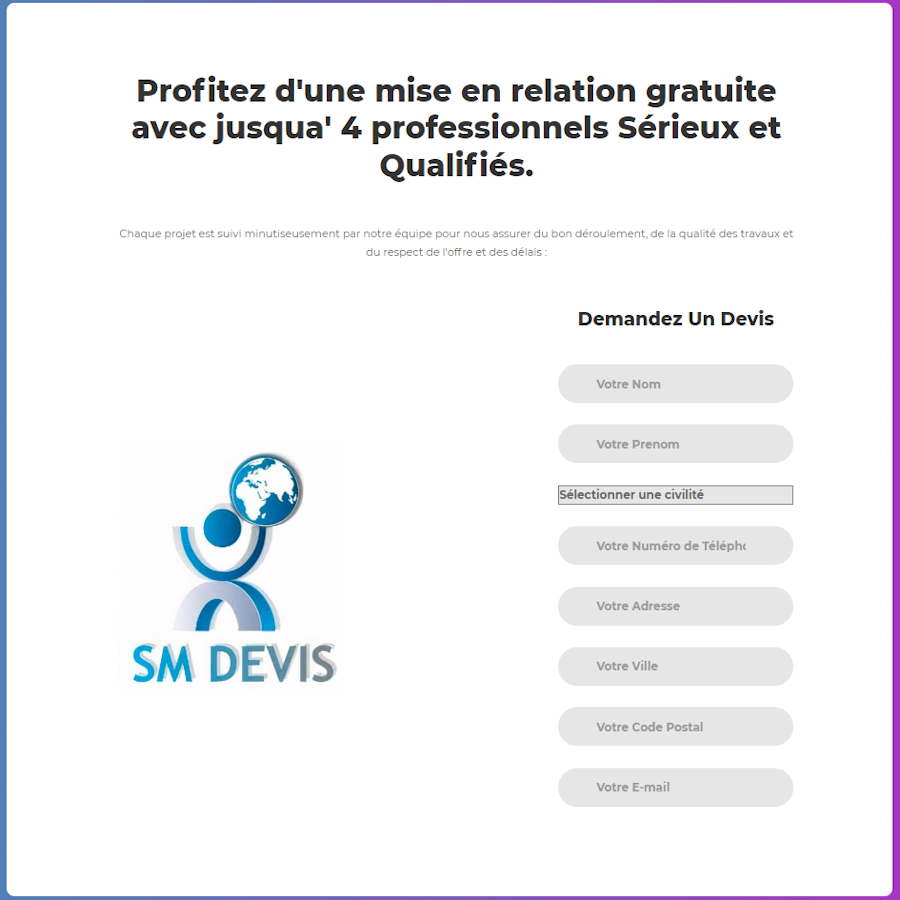 Profitez d'une mise en relation gratuite
avec jusqua' 4 professionnels Sérieux et
Qualifiés.
Chaque projet est suivi minutiseusement par notre équipe pour nous assurer du bon déroulement, de la qualité des travaux et
du respect de l'offre et des délais :
Demandez Un Devis
Votre Nom
Votre Prenom
Sélectionner une civilité
Votre Numéro de Télépho
Votre Adresse
Votre Ville
Votre Code Postal
Votre E-mail
SM DEVIS